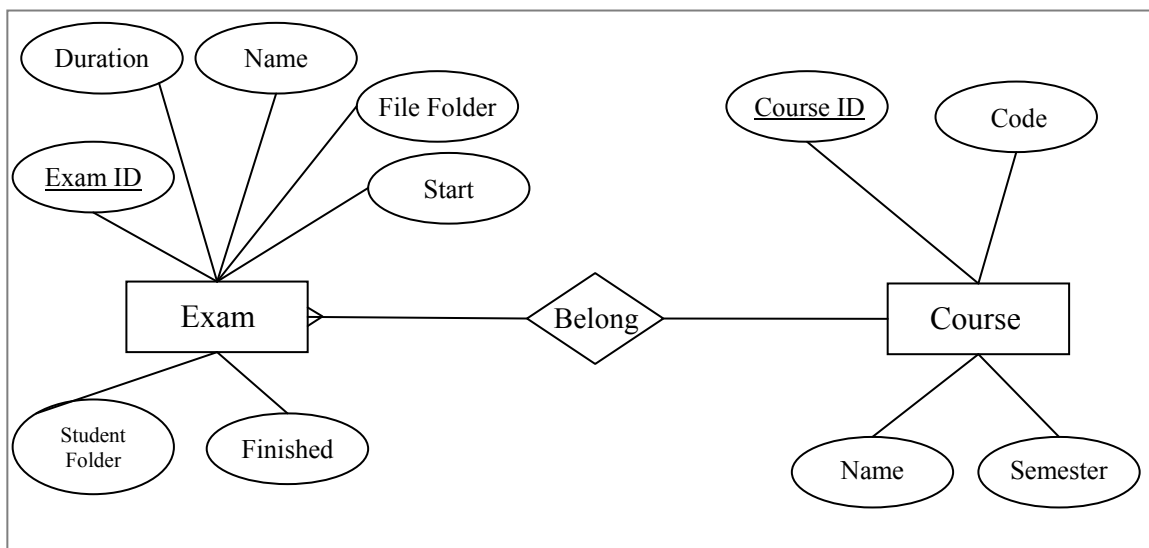 Duration
Name
File Folder
Course ID
Code
Exam ID
Start
Exam
Belong
Course
Student
Folder
Finished
Name
Semester